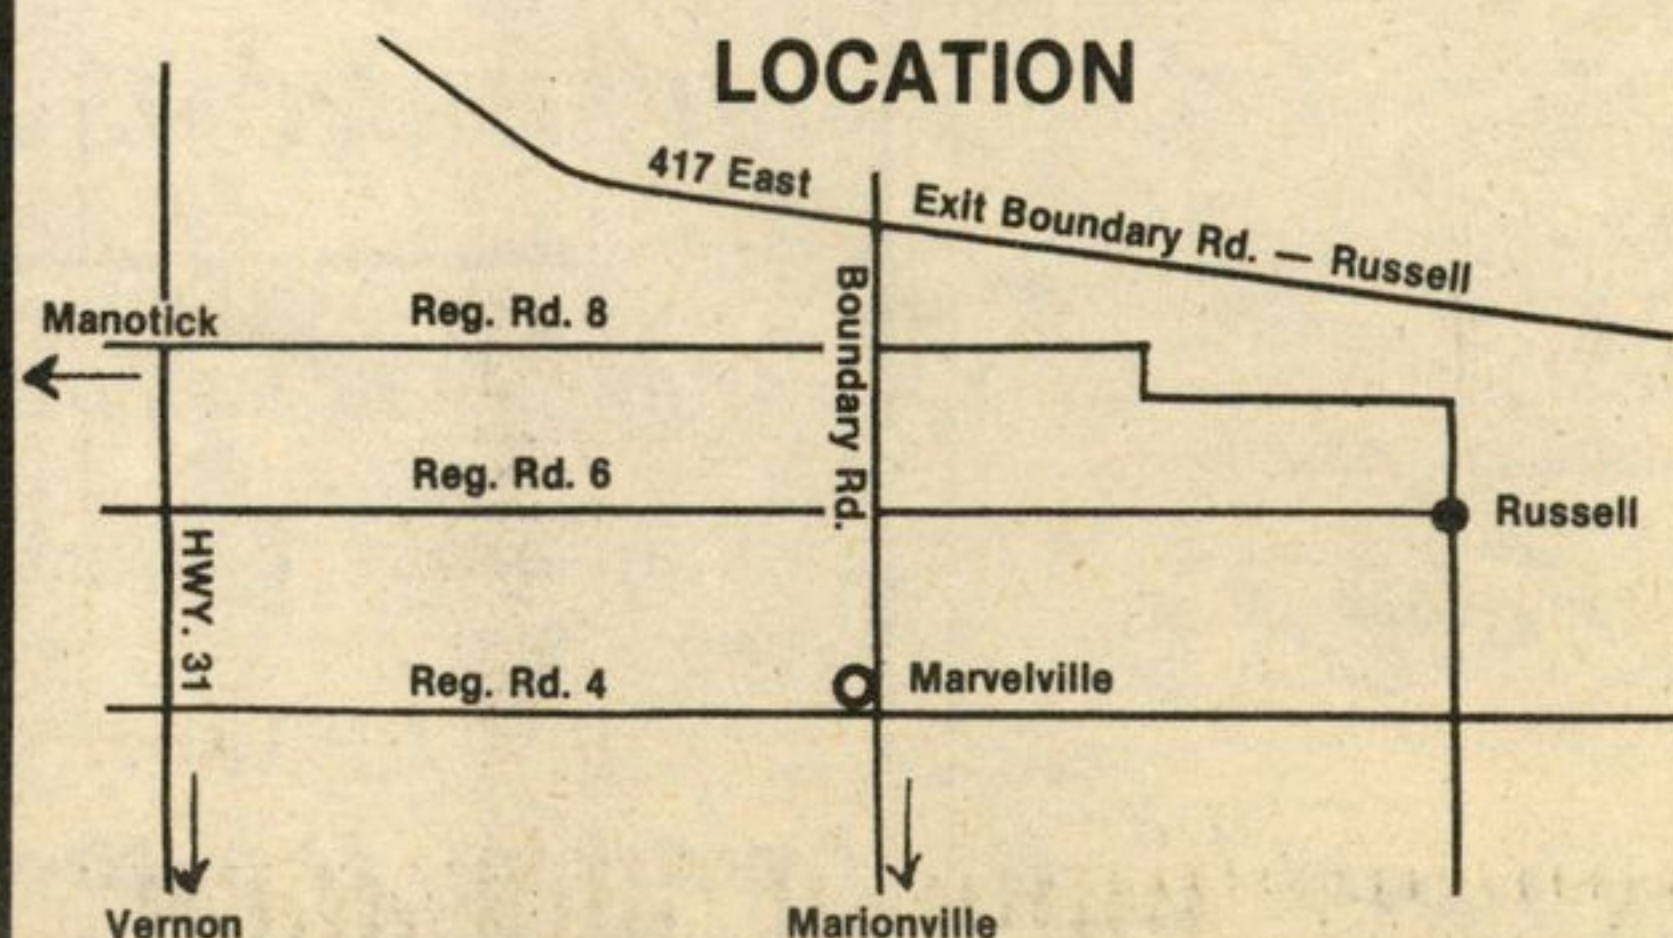 LOCATION
417 East
Exit Boundary Rd. — Russell
Manotick
Reg. Rd. 8
Boundary Rd.
Reg. Rd. 6
Russell
HWY. 31
Reg. Rd. 4
Marvelville
Vernon
Marionville